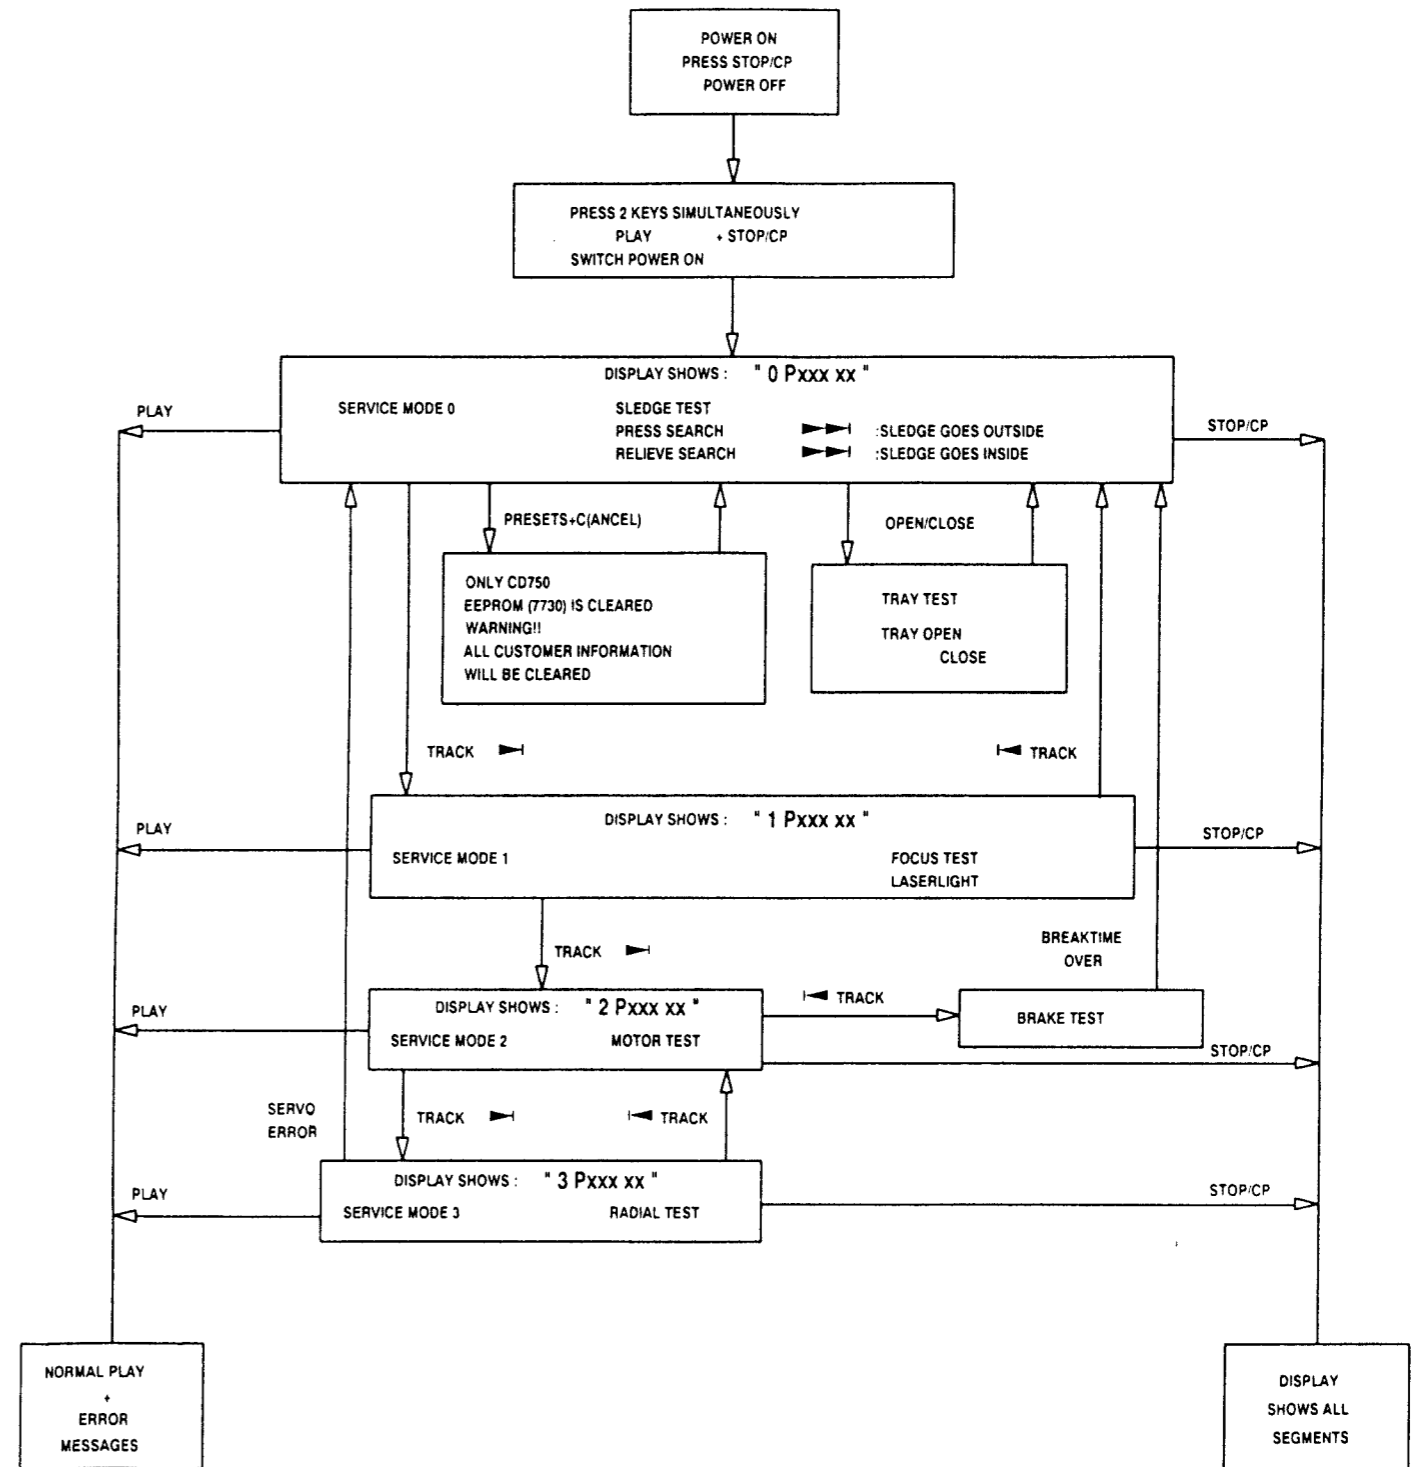 POWER ON
PRESS STOP/CP
POWER OFF
PRESS 2 KEYS SIMULTANEOUSLY
PLAY + STOP/CP
SWITCH POWER ON
DISPLAY SHOWS : " 0 Pxxx xx "
SERVICE MODE 0 SLEDGE TEST
PRESS SEARCH :SLEDGE GOES OUTSIDE
RELIEVE SEARCH :SLEDGE GOES INSIDE
PLAY
STOP/CP
PRESETS+C(ANCEL)
OPEN/CLOSE
ONLY CD750
EEPROM (7730) IS CLEARED
WARNING!!
ALL CUSTOMER INFORMATION
WILL BE CLEARED
TRAY TEST
TRAY OPEN
CLOSE
TRACK
TRACK
DISPLAY SHOWS : " 1 Pxxx xx "
PLAY
STOP/CP
SERVICE MODE 1 FOCUS TEST
LASERLIGHT
TRACK
BREAKTIME
OVER
DISPLAY SHOWS : " 2 Pxxx xx "
TRACK
PLAY
SERVICE MODE 2 MOTOR TEST
BRAKE TEST
STOP/CP
SERVO
ERROR
TRACK
TRACK
DISPLAY SHOWS : " 3 Pxxx xx "
PLAY
STOP/CP
SERVICE MODE 3 RADIAL TEST
NORMAL PLAY
+
ERROR
MESSAGES
DISPLAY
SHOWS ALL
SEGMENTS